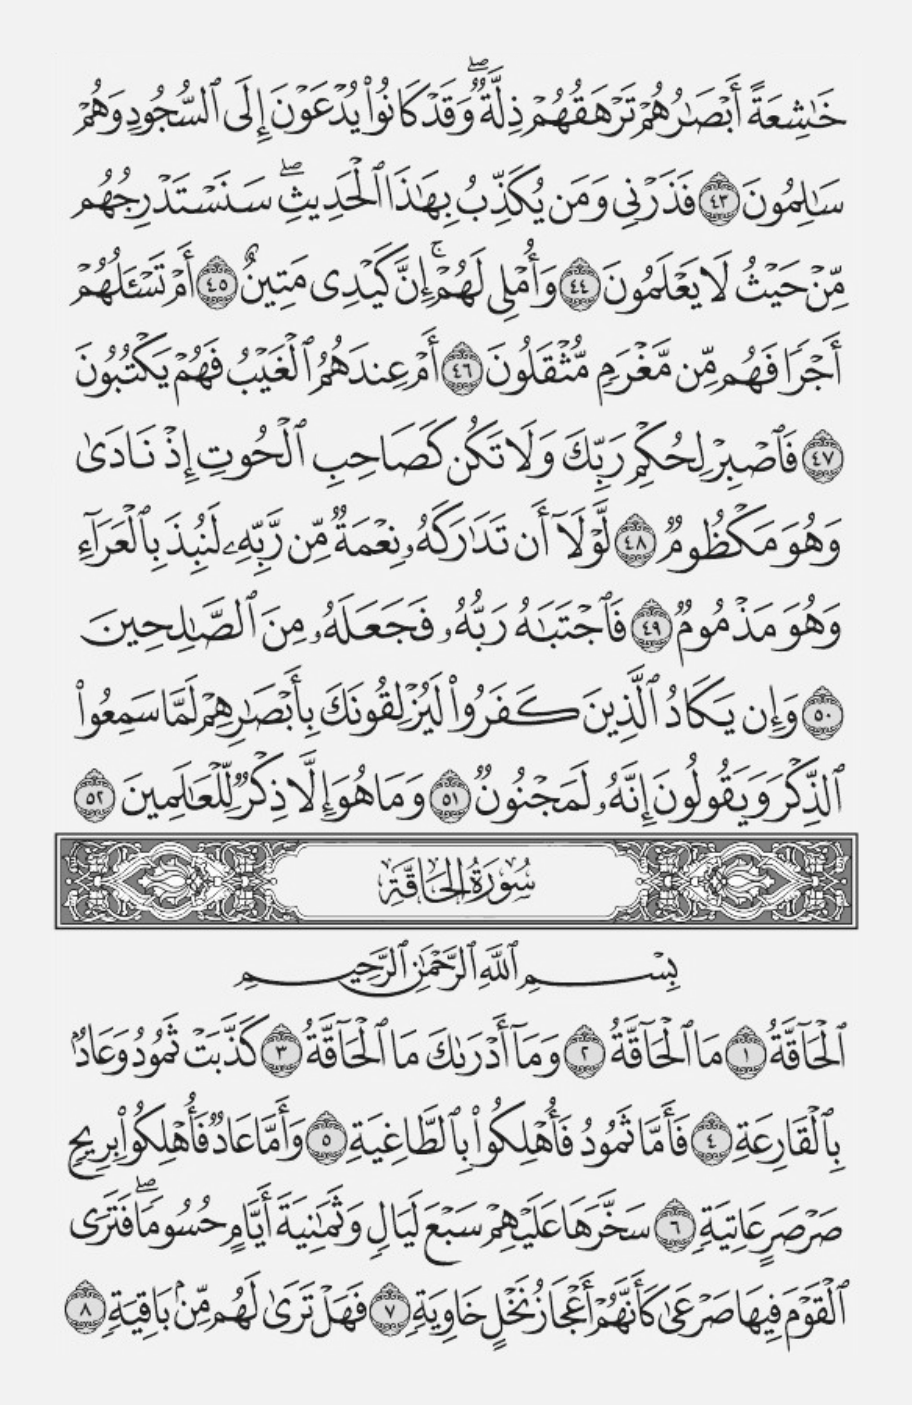 خَٰشِعَةً أَبْصَٰرُهُمْ تَرْهَقُهُمْ ذِلَّةٌۖ وَقَدْ كَانُوا۟ يُدْعَوْنَ إِلَى ٱلسُّجُودِ وَهُمْ
سَٰلِمُونَ ٤٣ فَذَرْنِى وَمَن يُكَذِّبُ بِهَٰذَا ٱلْحَدِيثِۖ سَنَسْتَدْرِجُهُم
مِّنْ حَيْثُ لَا يَعْلَمُونَ ٤٤ وَأُمْلِى لَهُمْۚ إِنَّ كَيْدِى مَتِينٌ ٤٥ أَمْ تَسْـَٔلُهُمْ
أَجْرًا فَهُم مِّن مَّغْرَمٍ مُّثْقَلُونَ ٤٦ أَمْ عِندَهُمُ ٱلْغَيْبُ فَهُمْ يَكْتُبُونَ
٤٧ فَٱصْبِرْ لِحُكْمِ رَبِّكَ وَلَا تَكُن كَصَاحِبِ ٱلْحُوتِ إِذْ نَادَىٰ
وَهُوَ مَكْظُومٌ ٤٨ لَّوْلَآ أَن تَدَٰرَكَهُۥ نِعْمَةٌ مِّن رَّبِّهِۦ لَنُبِذَ بِٱلْعَرَآءِ
وَهُوَ مَذْمُومٌ ٤٩ فَٱجْتَبَٰهُ رَبُّهُۥ فَجَعَلَهُۥ مِنَ ٱلصَّٰلِحِينَ
٥٠ وَإِن يَكَادُ ٱلَّذِينَ كَفَرُوا۟ لَيُزْلِقُونَكَ بِأَبْصَٰرِهِمْ لَمَّا سَمِعُوا۟
ٱلذِّكْرَ وَيَقُولُونَ إِنَّهُۥ لَمَجْنُونٌ ٥١ وَمَا هُوَ إِلَّا ذِكْرٌ لِّلْعَٰلَمِينَ ٥٢
سُورَةُ الحَاقَّةِ
بِسْمِ ٱللَّهِ ٱلرَّحْمَٰنِ ٱلرَّحِيمِ
ٱلْحَآقَّةُ ١ مَا ٱلْحَآقَّةُ ٢ وَمَآ أَدْرَىٰكَ مَا ٱلْحَآقَّةُ ٣ كَذَّبَتْ ثَمُودُ وَعَادٌۢ
بِٱلْقَارِعَةِ ٤ فَأَمَّا ثَمُودُ فَأُهْلِكُوا۟ بِٱلطَّاغِيَةِ ٥ وَأَمَّا عَادٌ فَأُهْلِكُوا۟ بِرِيحٍ
صَرْصَرٍ عَاتِيَةٍ ٦ سَخَّرَهَا عَلَيْهِمْ سَبْعَ لَيَالٍ وَثَمَٰنِيَةَ أَيَّامٍ حُسُومًاۖ فَتَرَى
ٱلْقَوْمَ فِيهَا صَرْعَىٰ كَأَنَّهُمْ أَعْجَازُ نَخْلٍ خَاوِيَةٍ ٧ فَهَلْ تَرَىٰ لَهُم مِّنۢ بَاقِيَةٍ ٨